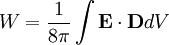 W = \frac{1}{8\pi} \int \mathbf{E} \cdot \mathbf{D} dV